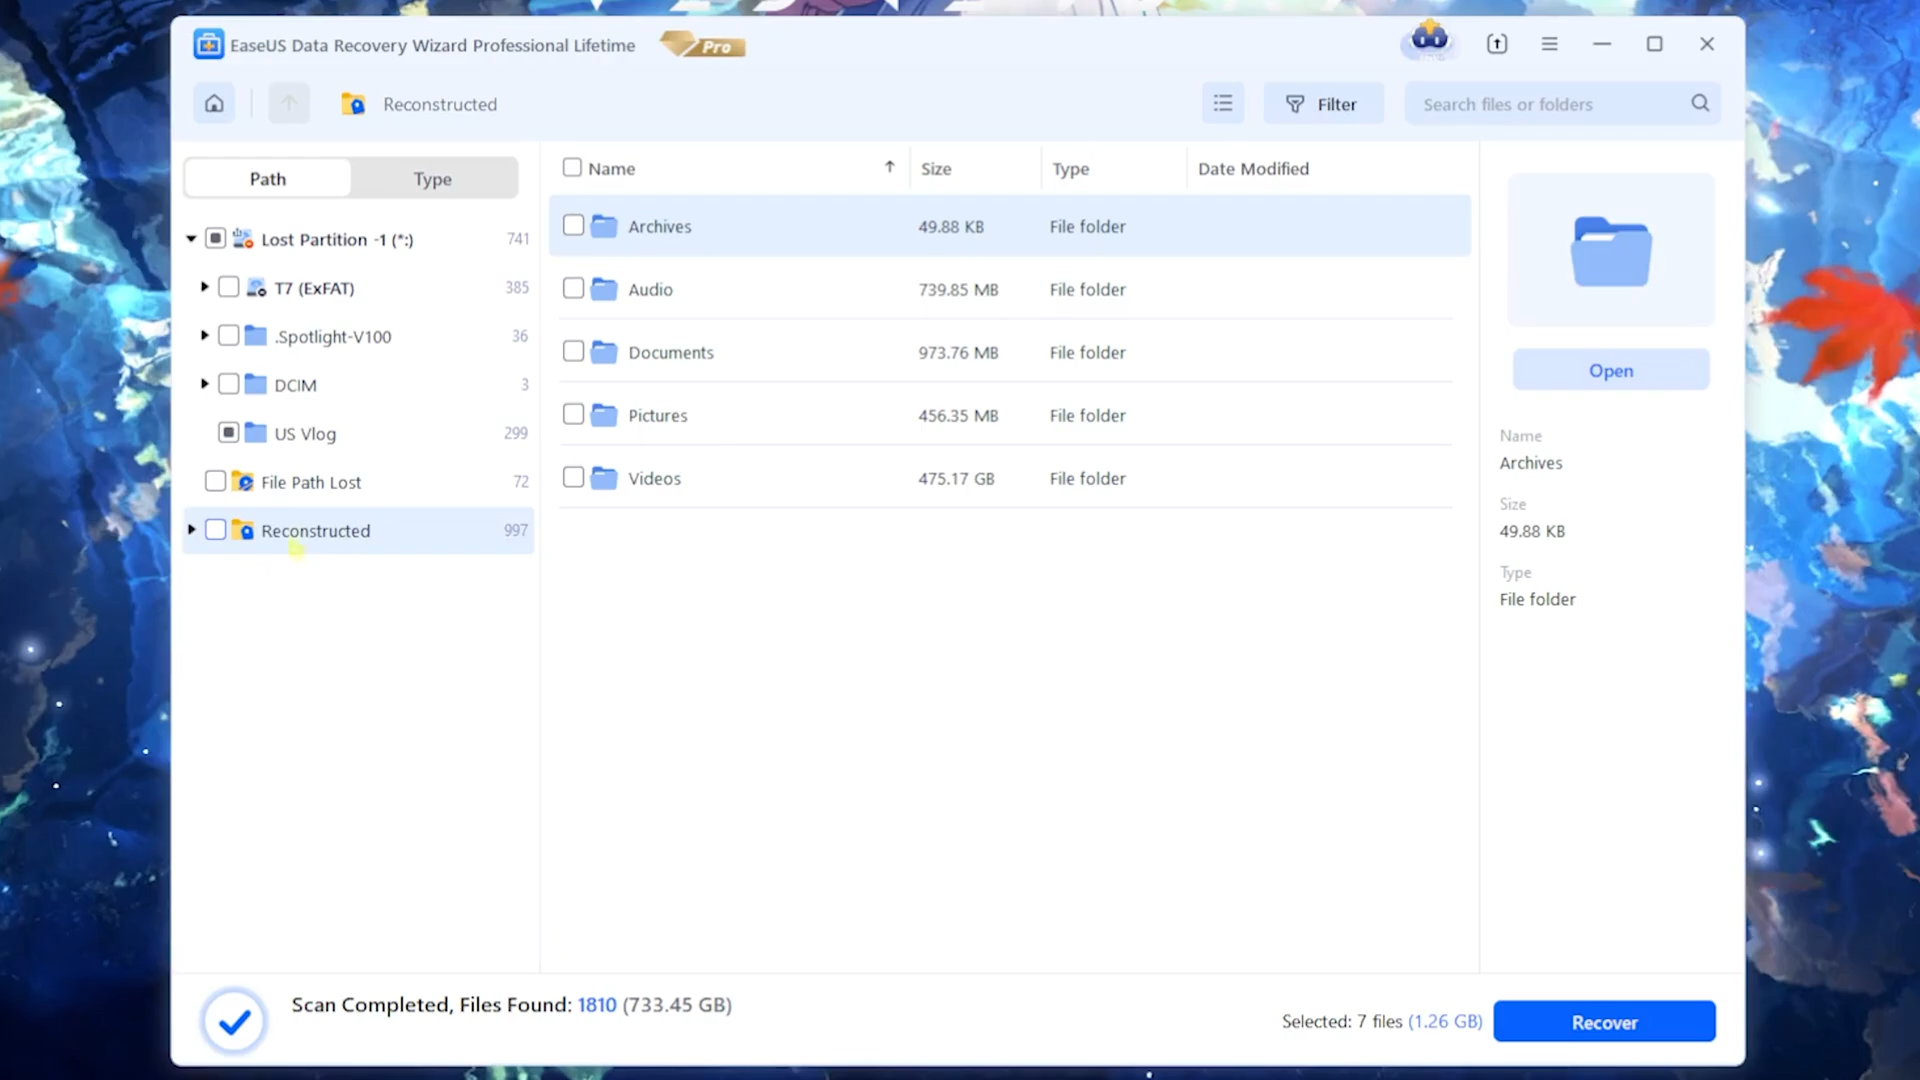 EaseUS Data Recovery Wizard Professional Lifetime
Pro
Reconstructed
Filter
Search files or folders
Path
Type
Name
Size
Type
Date Modified
Lost Partition -1 (*:)
741
T7 (ExFAT)
385
.Spotlight-V100
36
DCIM
3
US Vlog
299
File Path Lost
72
Reconstructed
997
Archives
49.88 KB
File folder
Audio
739.85 MB
File folder
Documents
973.76 MB
File folder
Pictures
456.35 MB
File folder
Videos
475.17 GB
File folder
Open
Name
Archives
Size
49.88 KB
Type
File folder
Scan Completed, Files Found: 1810 (733.45 GB)
Selected: 7 files (1.26 GB)
Recover